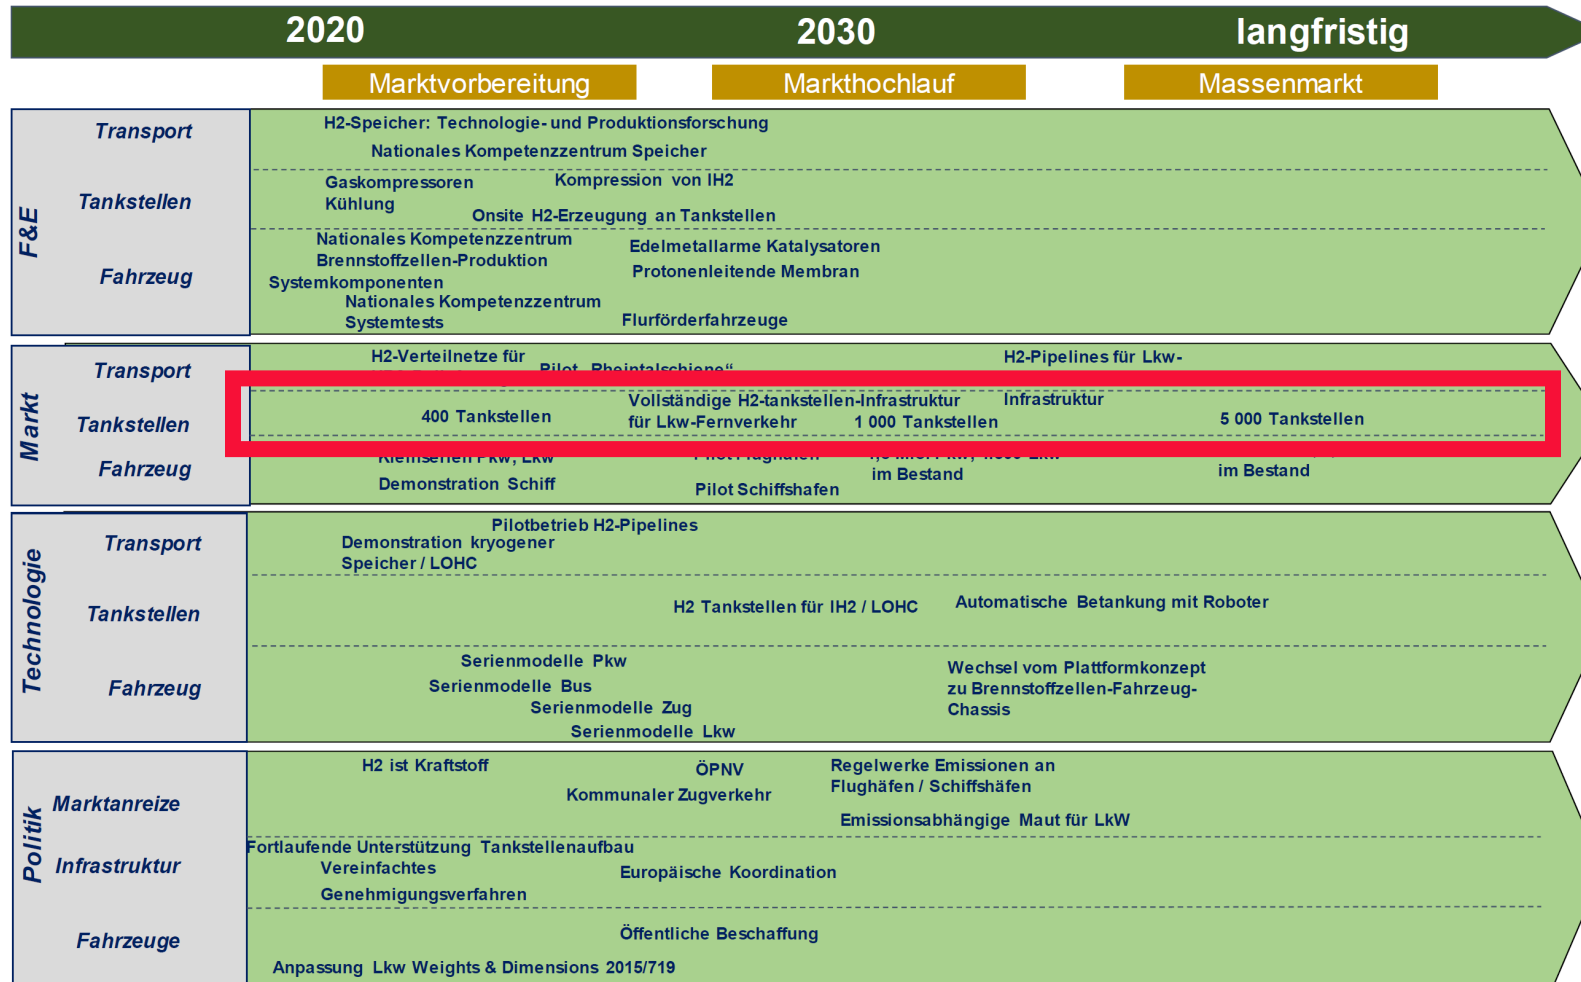 2020 2030 langfristig
Marktvorbereitung Markthochlauf Massenmarkt
F&E
Transport
H2-Speicher: Technologie- und Produktionsforschung
Nationales Kompetenzzentrum Speicher
Tankstellen
Gaskompressoren
Kühlung
Kompression von lH2
Onsite H2-Erzeugung an Tankstellen
Fahrzeug
Nationales Kompetenzzentrum
Brennstoffzellen-Produktion
Systemkomponenten
Nationales Kompetenzzentrum
Systemtests
Edelmetallarme Katalysatoren
Protonenleitende Membran
Flurförderfahrzeuge
Markt
Transport
H2-Verteilnetze für
Pilot „Rheintalschiene“
H2-Pipelines für Lkw-
Infrastruktur
Tankstellen
400 Tankstellen
Vollständige H2-tankstellen-Infrastruktur
für Lkw-Fernverkehr
1 000 Tankstellen
5 000 Tankstellen
Fahrzeug
Kleinserien Pkw, Lkw
Demonstration Schiff
Pilot Flughafen
Pilot Schiffshafen
im Bestand
im Bestand
Technologie
Transport
Pilotbetrieb H2-Pipelines
Demonstration kryogener
Speicher / LOHC
Tankstellen
H2 Tankstellen für lH2 / LOHC
Automatische Betankung mit Roboter
Fahrzeug
Serienmodelle Pkw
Serienmodelle Bus
Serienmodelle Zug
Serienmodelle Lkw
Wechsel vom Plattformkonzept
zu Brennstoffzellen-Fahrzeug-
Chassis
Politik
Marktanreize
H2 ist Kraftstoff
ÖPNV
Kommunaler Zugverkehr
Regelwerke Emissionen an
Flughäfen / Schiffshäfen
Emissionsabhängige Maut für LkW
Infrastruktur
Fortlaufende Unterstützung Tankstellenaufbau
Vereinfachtes
Genehmigungsverfahren
Europäische Koordination
Fahrzeuge
Öffentliche Beschaffung
Anpassung Lkw Weights & Dimensions 2015/719